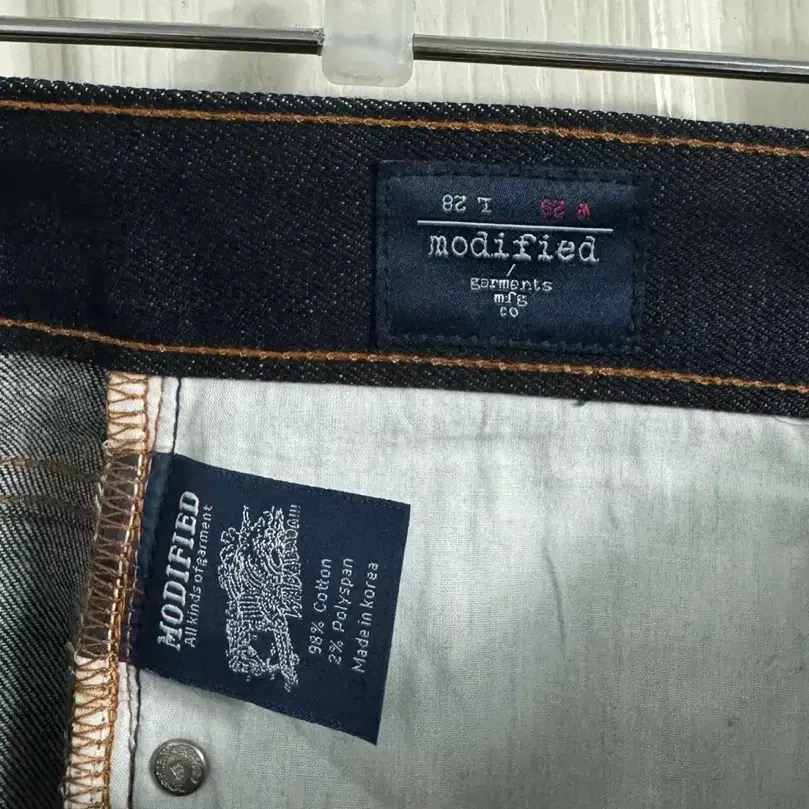 W 28 L 28
modified
/
garments
mfg
co
MODIFIED
All kinds of garment
98% Cotton
2% Polyspan
Made in korea